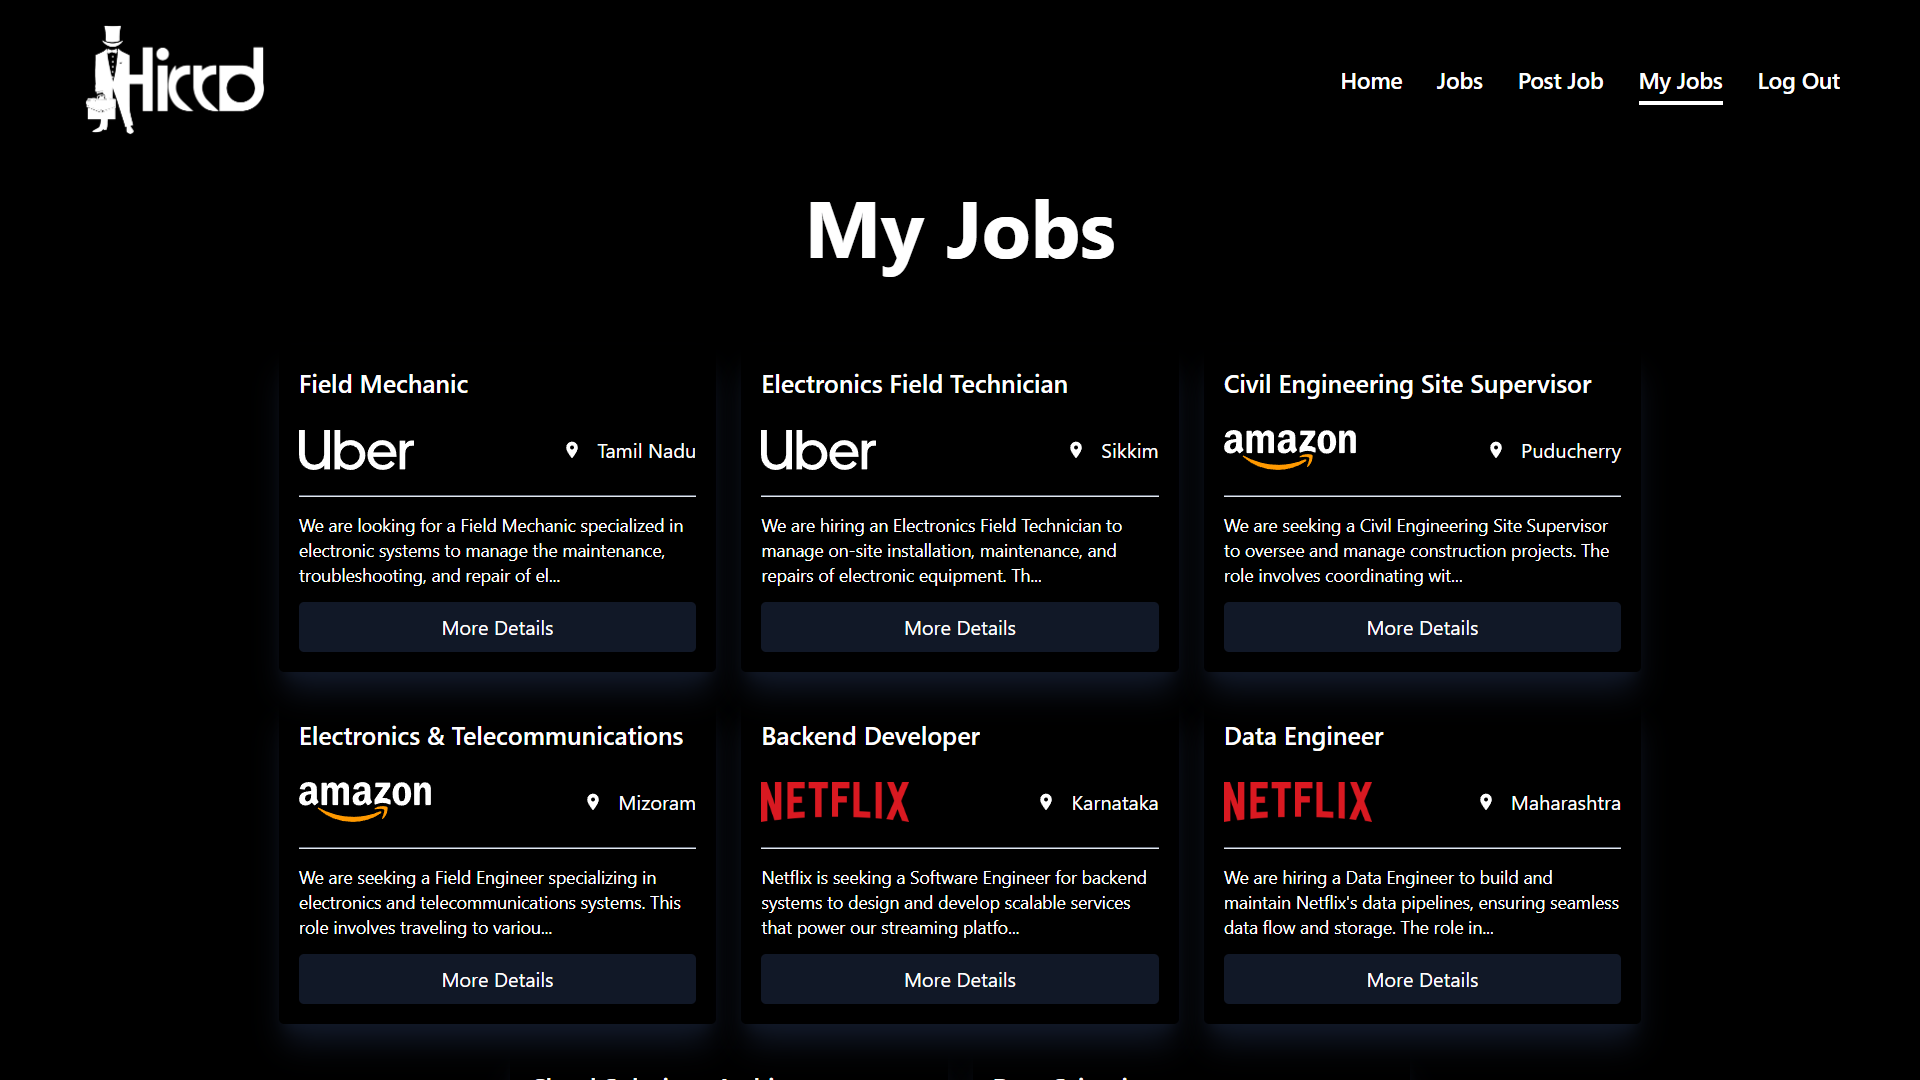 Hirrd
Home Jobs Post Job My Jobs Log Out
My Jobs
Field Mechanic
Uber Tamil Nadu
We are looking for a Field Mechanic specialized in
electronic systems to manage the maintenance,
troubleshooting, and repair of el...
More Details
Electronics Field Technician
Uber Sikkim
We are hiring an Electronics Field Technician to
manage on-site installation, maintenance, and
repairs of electronic equipment. Th...
More Details
Civil Engineering Site Supervisor
amazon Puducherry
We are seeking a Civil Engineering Site Supervisor
to oversee and manage construction projects. The
role involves coordinating wit...
More Details
Electronics & Telecommunications
amazon Mizoram
We are seeking a Field Engineer specializing in
electronics and telecommunications systems. This
role involves traveling to variou...
More Details
Backend Developer
NETFLIX Karnataka
Netflix is seeking a Software Engineer for backend
systems to design and develop scalable services
that power our streaming platfo...
More Details
Data Engineer
NETFLIX Maharashtra
We are hiring a Data Engineer to build and
maintain Netflix's data pipelines, ensuring seamless
data flow and storage. The role in...
More Details